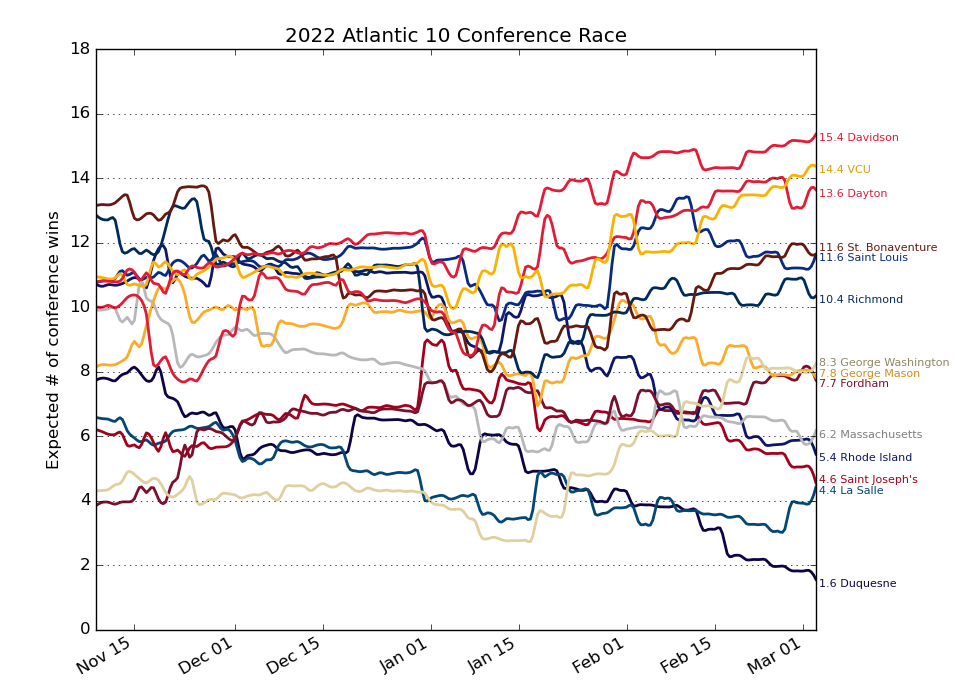 2022 Atlantic 10 Conference Race
Expected # of conference wins
18
16
14
12
10
8
6
4
2
0
Nov 15
Dec 01
Dec 15
Jan 01
Jan 15
Feb 01
Feb 15
Mar 01
15.4 Davidson
14.4 VCU
13.6 Dayton
11.6 St. Bonaventure
11.6 Saint Louis
10.4 Richmond
8.3 George Washington
7.8 George Mason
7.7 Fordham
6.2 Massachusetts
5.4 Rhode Island
4.6 Saint Joseph's
4.4 La Salle
1.6 Duquesne